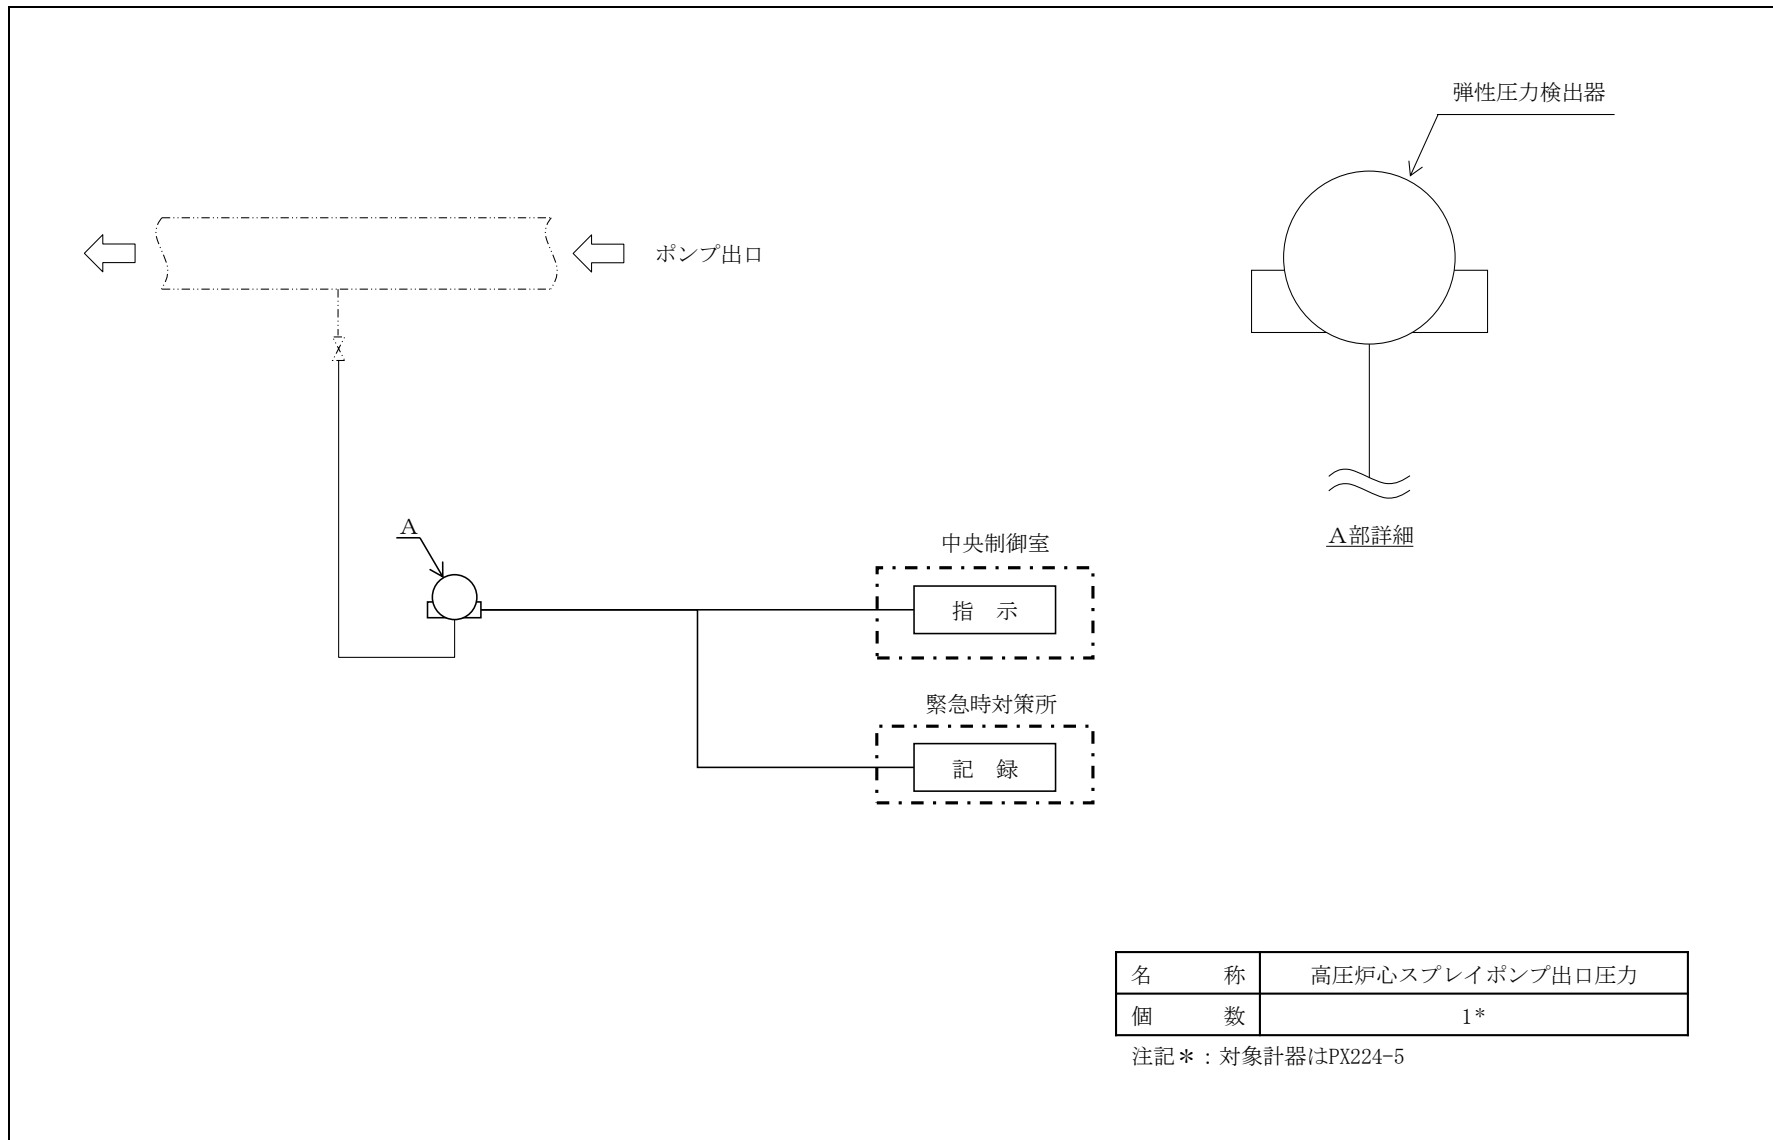 弾性圧力検出器
ポンプ出口
A
A部詳細
中央制御室
指 示
緊急時対策所
記 録
名 称 高圧炉心スプレイポンプ出口圧力
個 数 1*
注記*:対象計器はPX224-5